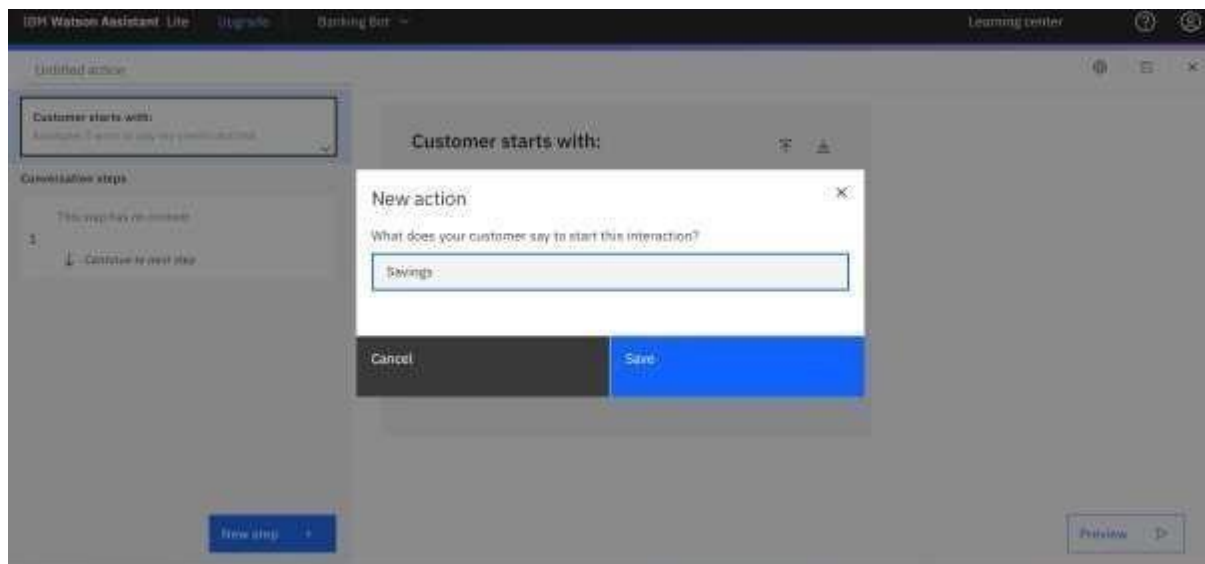 IBM Watson Assistant Lite Upgrade Banking Bot Learning center
Untitled action
Customer starts with:
Customer starts with:
Conversation steps
This step has no content
1
Continue to next step
New action
What does your customer say to start this interaction?
Savings
Cancel Save
New step +
Preview